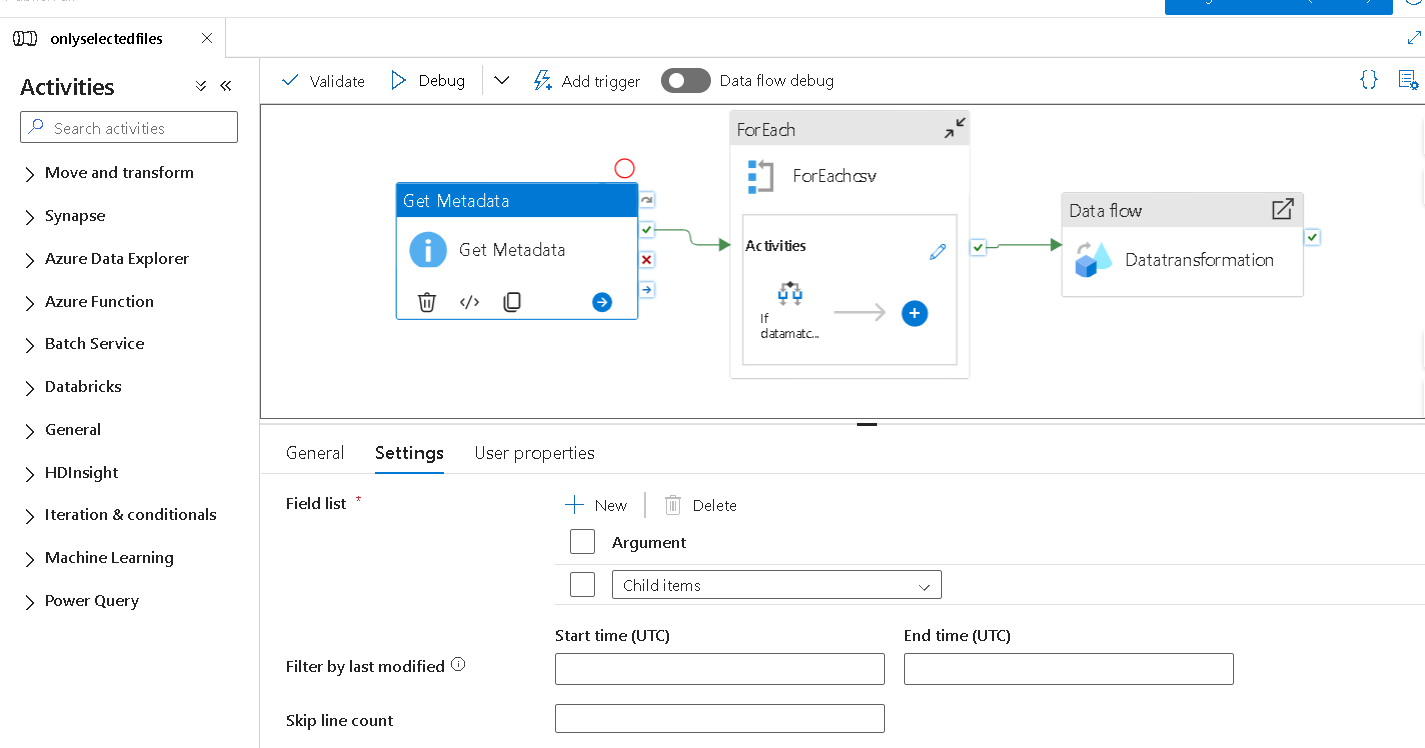 onlyselectedfiles
Activities
Search activities
Move and transform
Synapse
Azure Data Explorer
Azure Function
Batch Service
Databricks
General
HDInsight
Iteration & conditionals
Machine Learning
Power Query
Validate
Debug
Add trigger
Data flow debug
{}
Get Metadata
Get Metadata
</>
ForEach
ForEachcsv
Activities
If
datamatc...
Data flow
Datatransformation
General
Settings
User properties
Field list *
New
Delete
Argument
Child items
Start time (UTC)
End time (UTC)
Filter by last modified
Skip line count